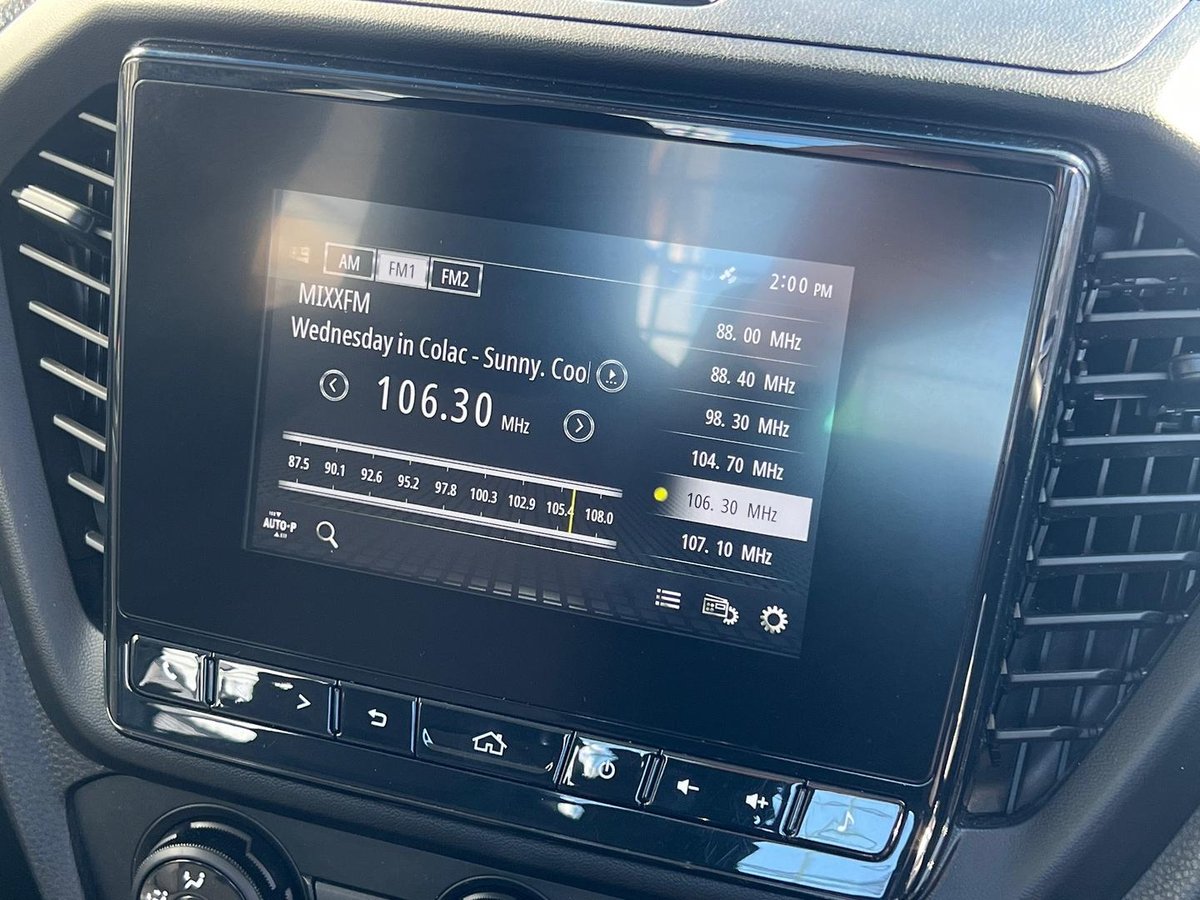 AM FM1 FM2
2:00 PM
MIXXFM
Wednesday in Colac - Sunny. Cool
106.30 MHz
87.5 90.1 92.6 95.2 97.8 100.3 102.9 105.4 108.0
AUTO-P
88.00 MHz
88.40 MHz
98.30 MHz
104.70 MHz
106.30 MHz
107.10 MHz